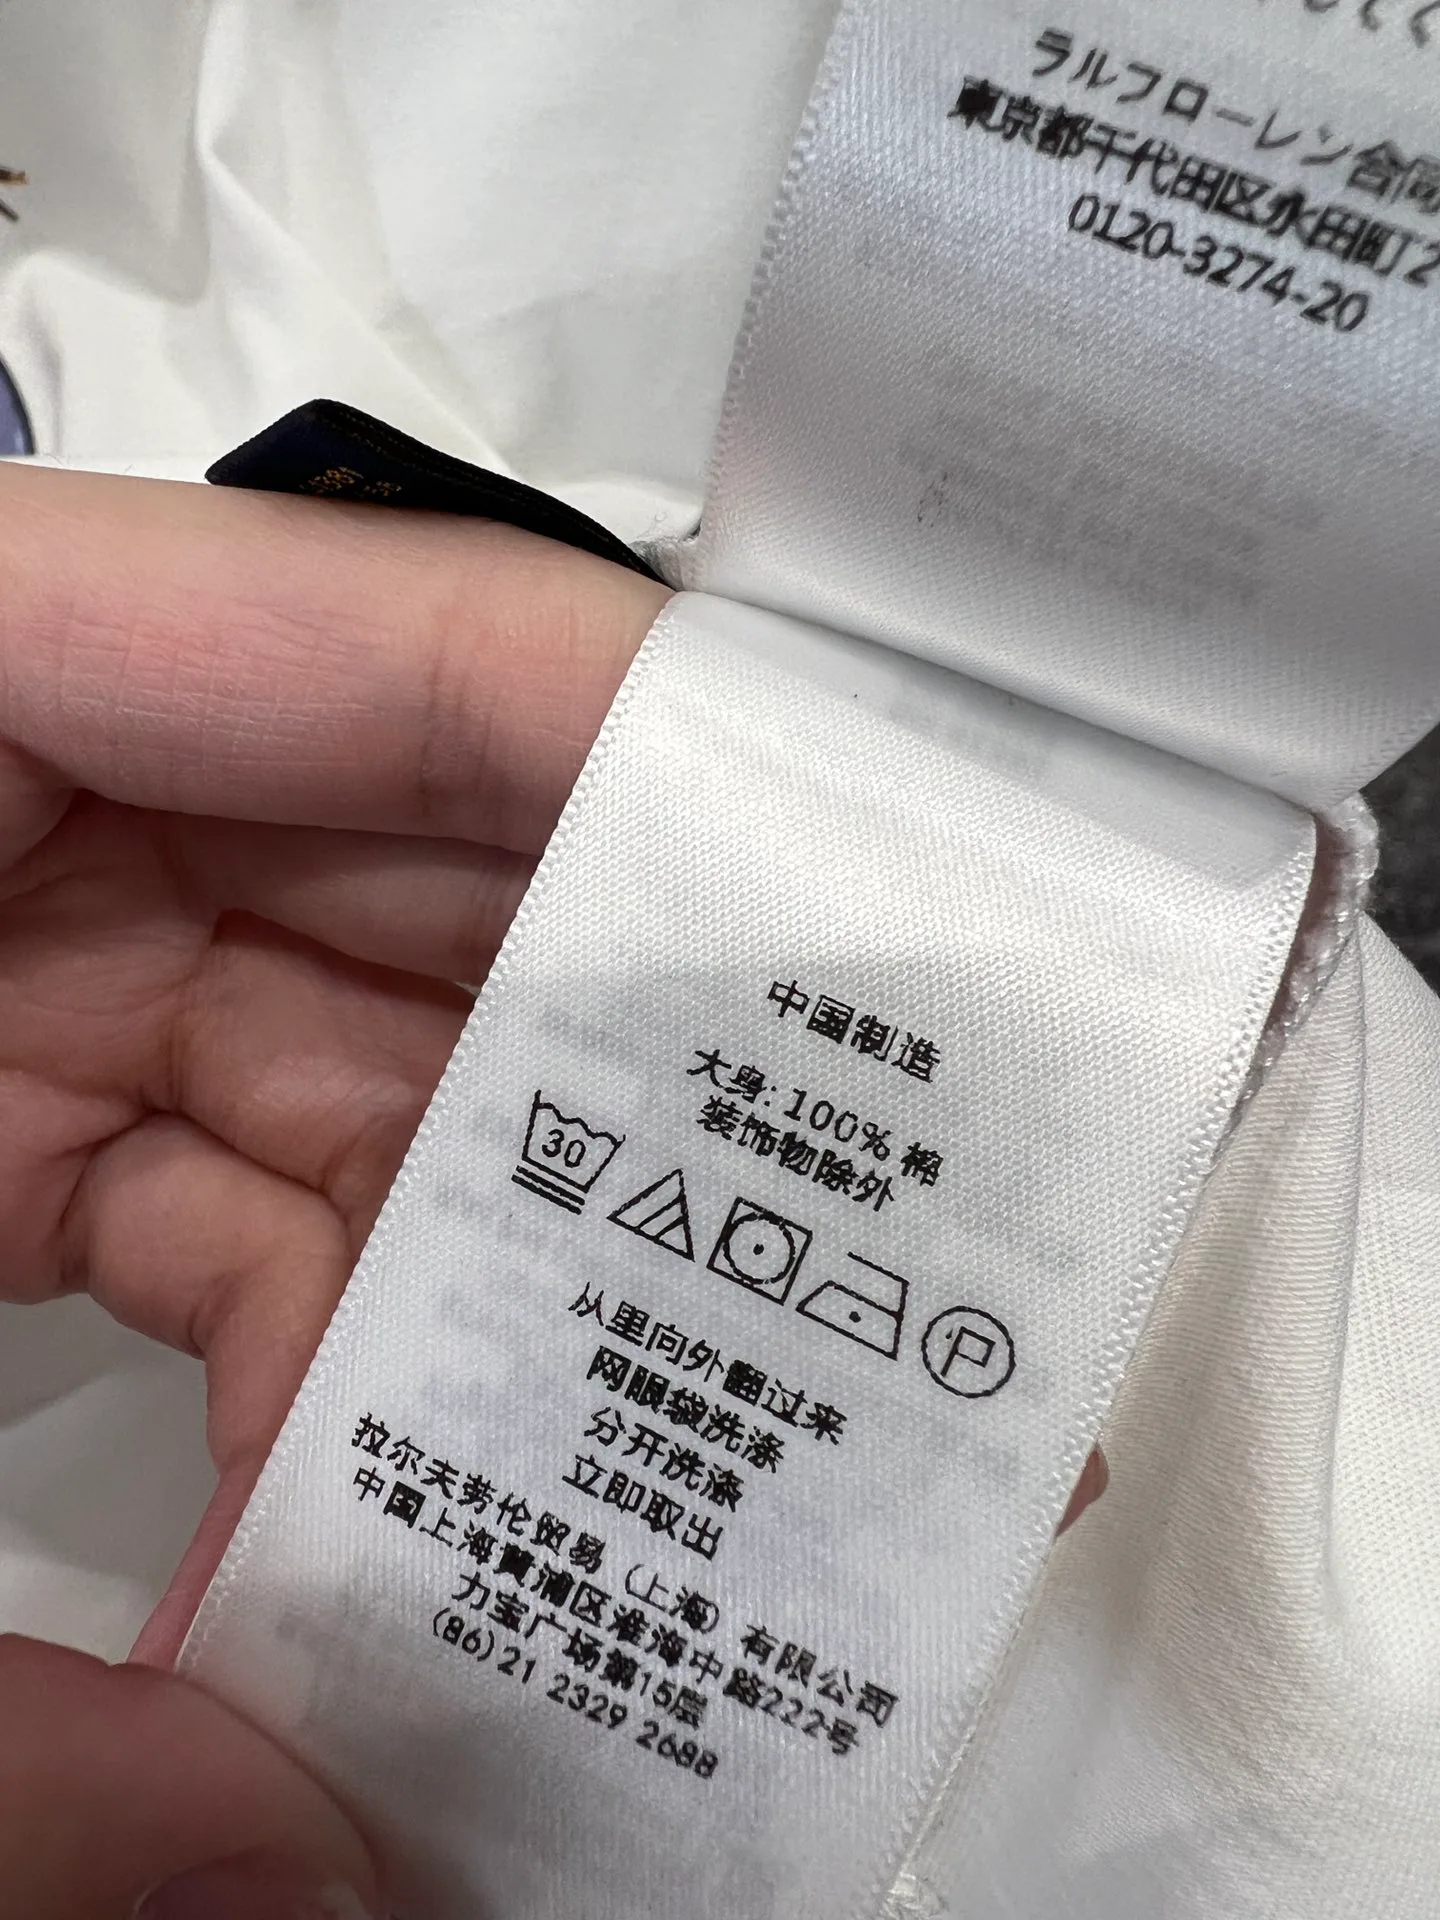 ラルフローレン合同
東京都千代田区永田町2
0120-3274-20
中国制造
大身: 100% 棉
装饰物除外
30
P
从里向外翻过来
网眼袋洗涤
分开洗涤
立即取出
拉尔夫劳伦贸易（上海）有限公司
中国上海黄浦区淮海中路222号
力宝广场第15层
(86) 21 2329 2688